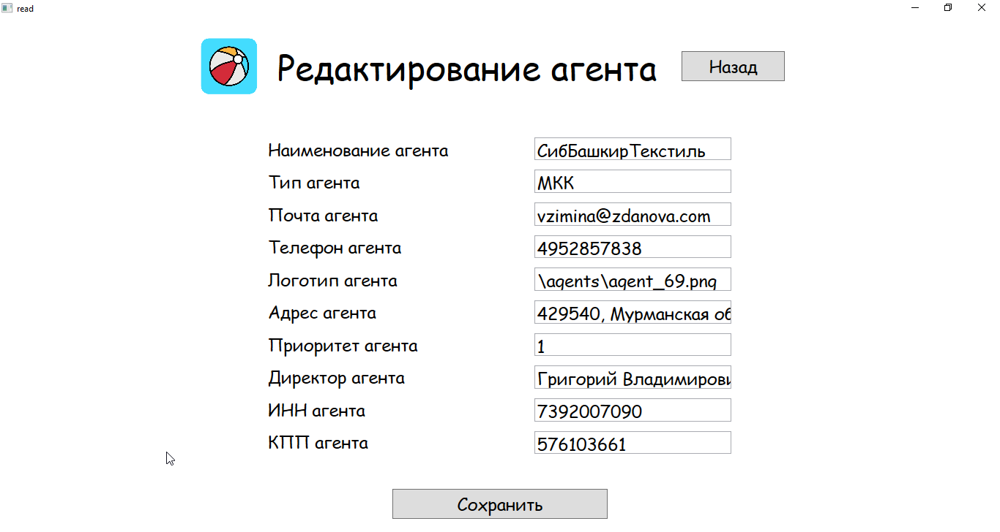 read
Редактирование агента
Назад
Наименование агента СибБашкирТекстиль
Тип агента МКК
Почта агента vzimina@zdanova.com
Телефон агента 4952857838
Логотип агента \agents\agent_69.png
Адрес агента 429540, Мурманская об
Приоритет агента 1
Директор агента Григорий Владимирови
ИНН агента 7392007090
КПП агента 576103661
Сохранить